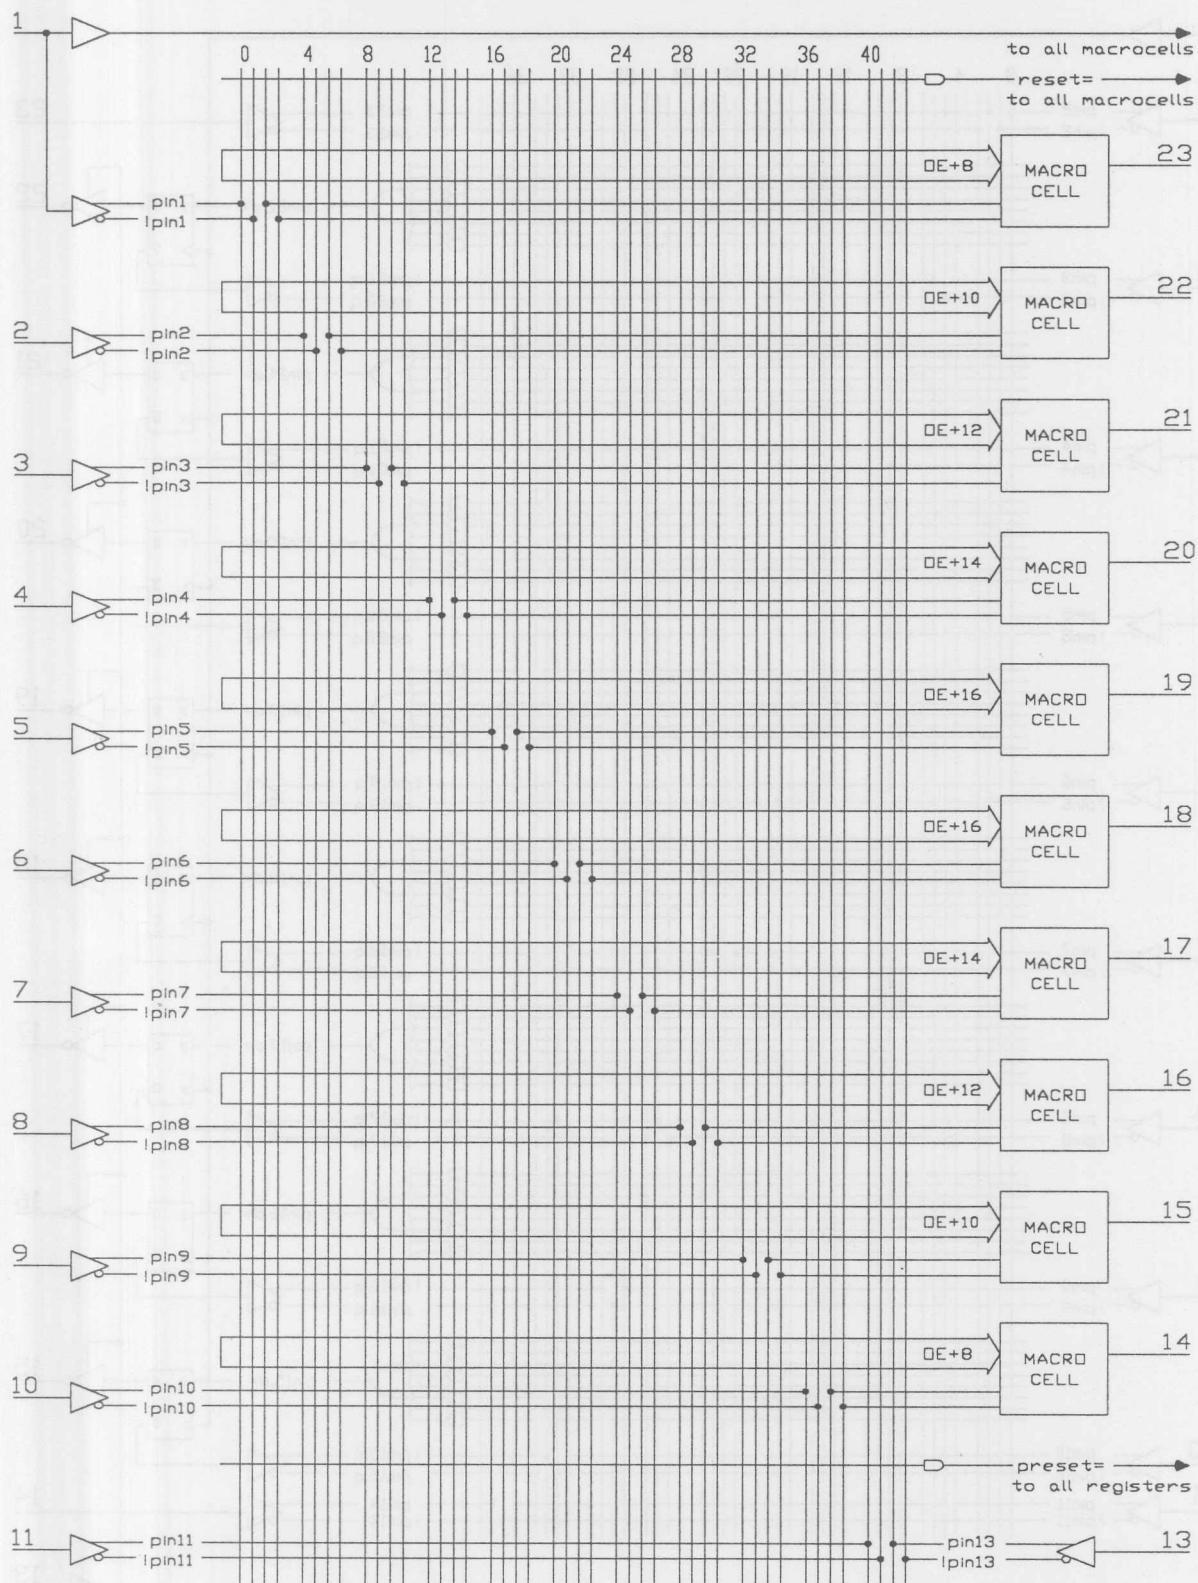 1
0 4 8 12 16 20 24 28 32 36 40
to all macrocells
reset=
to all macrocells
OE+8
MACRO
CELL
23
pin1
!pin1
OE+10
MACRO
CELL
22
2
pin2
!pin2
OE+12
MACRO
CELL
21
3
pin3
!pin3
OE+14
MACRO
CELL
20
4
pin4
!pin4
OE+16
MACRO
CELL
19
5
pin5
!pin5
OE+16
MACRO
CELL
18
6
pin6
!pin6
OE+14
MACRO
CELL
17
7
pin7
!pin7
OE+12
MACRO
CELL
16
8
pin8
!pin8
OE+10
MACRO
CELL
15
9
pin9
!pin9
OE+8
MACRO
CELL
14
10
pin10
!pin10
preset=
to all registers
11
pin11
!pin11
pin13
!pin13
13